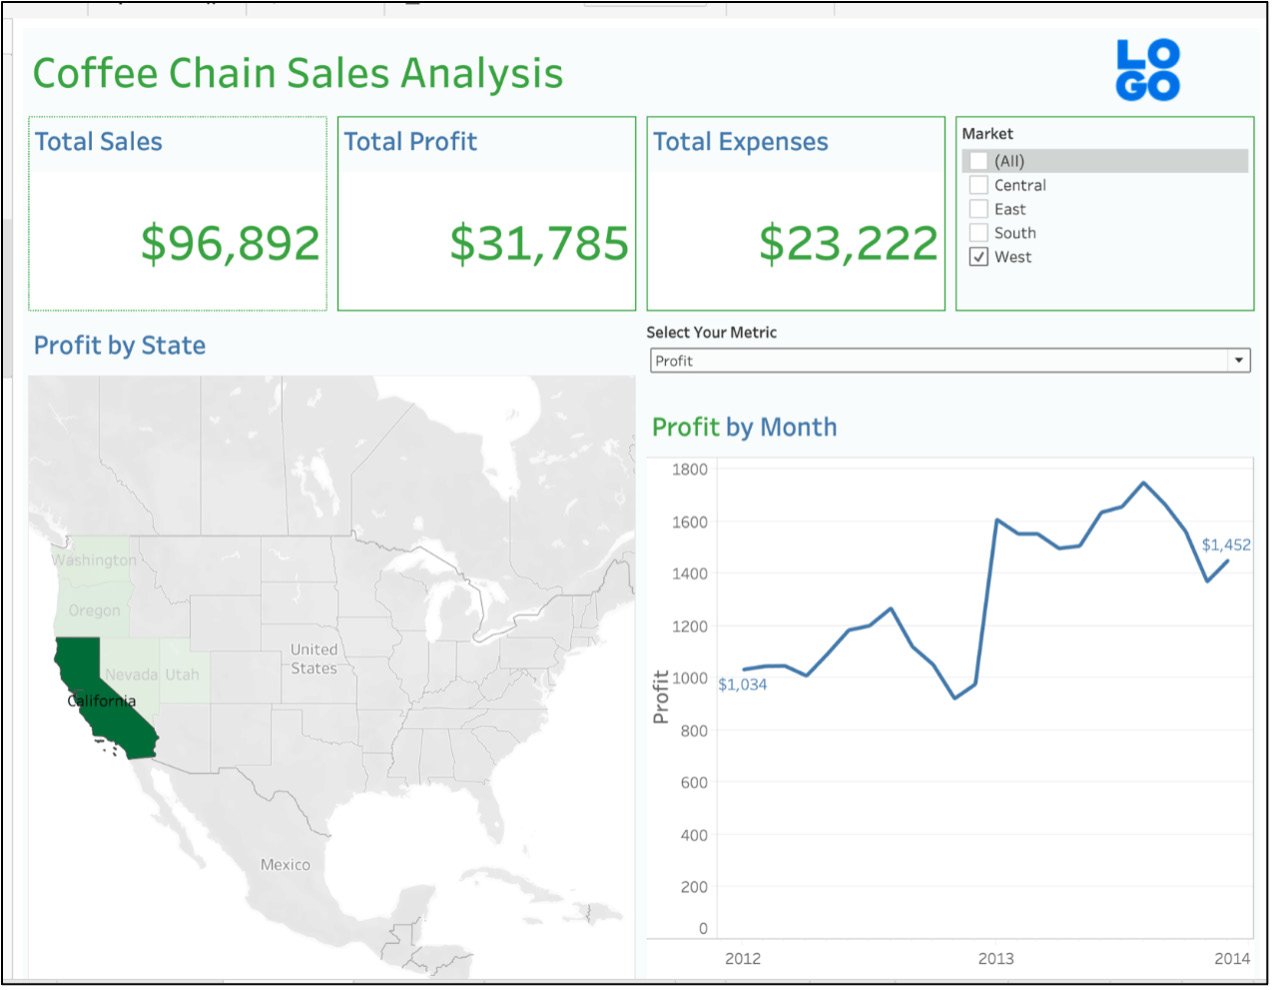 Coffee Chain Sales Analysis
LO
GO
Total Sales
$96,892
Total Profit
$31,785
Total Expenses
$23,222
Market
(All)
Central
East
South
West
Profit by State
Washington
Oregon
Nevada
Utah
California
United
States
Mexico
Select Your Metric
Profit
Profit by Month
Profit
1800
1600
1400
1200
1000
800
600
400
200
0
$1,034
$1,452
2012
2013
2014